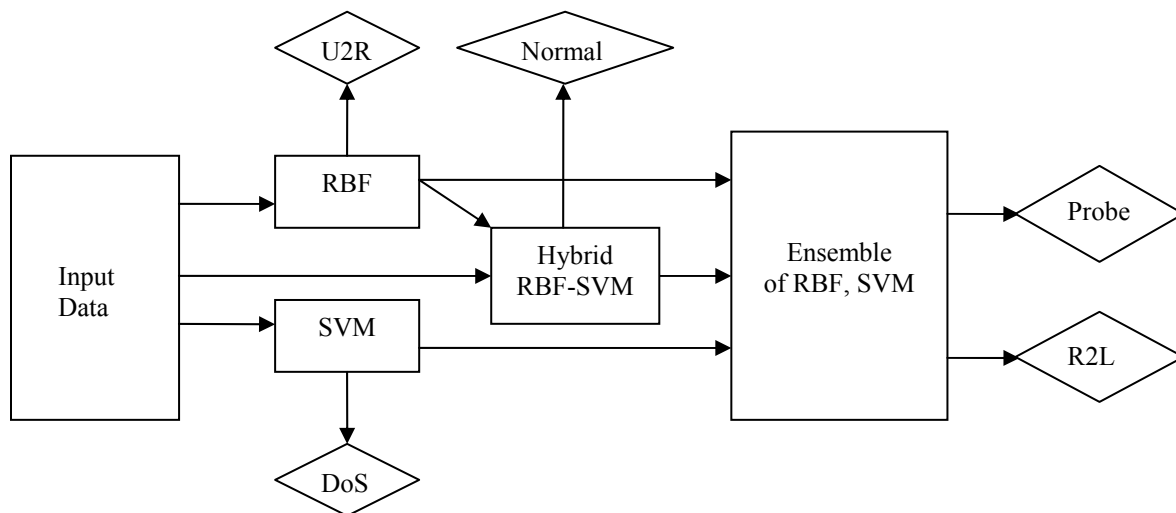 U2R
Normal
RBF
Input
Data
Hybrid
RBF-SVM
SVM
Ensemble
of RBF, SVM
Probe
R2L
DoS